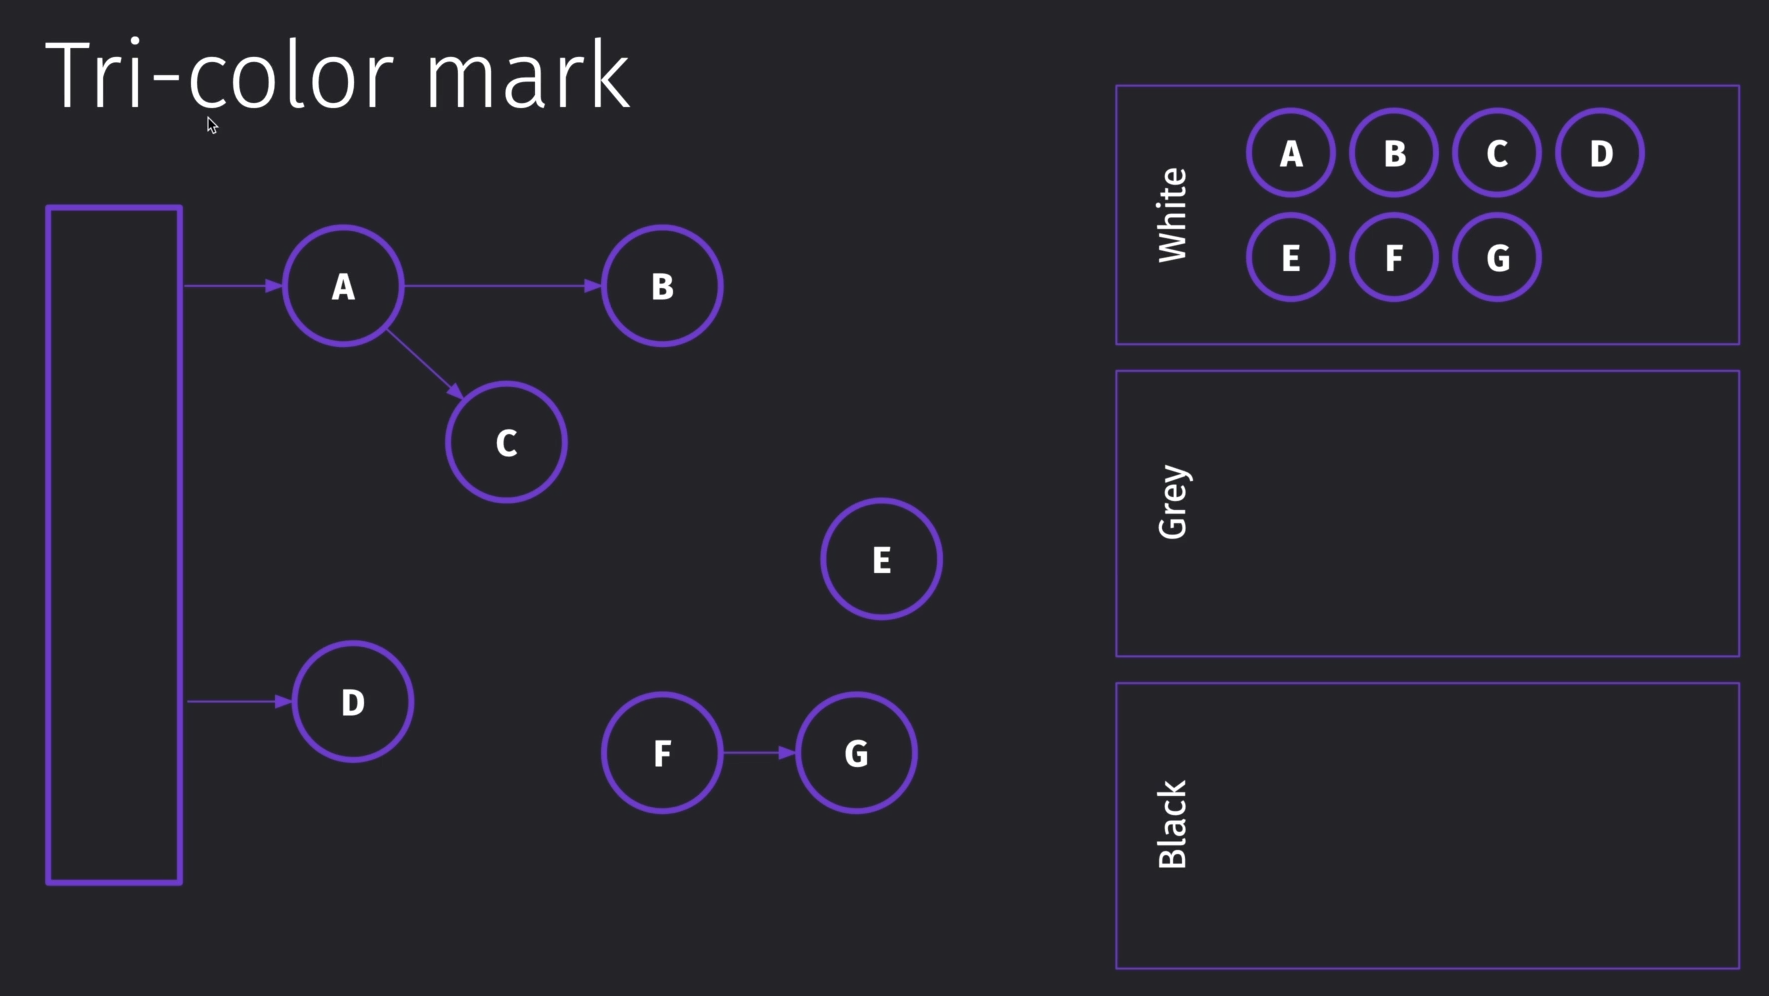 Tri-color mark
A
B
C
D
E
F
G
White
A B C D
E F G
Grey
Black